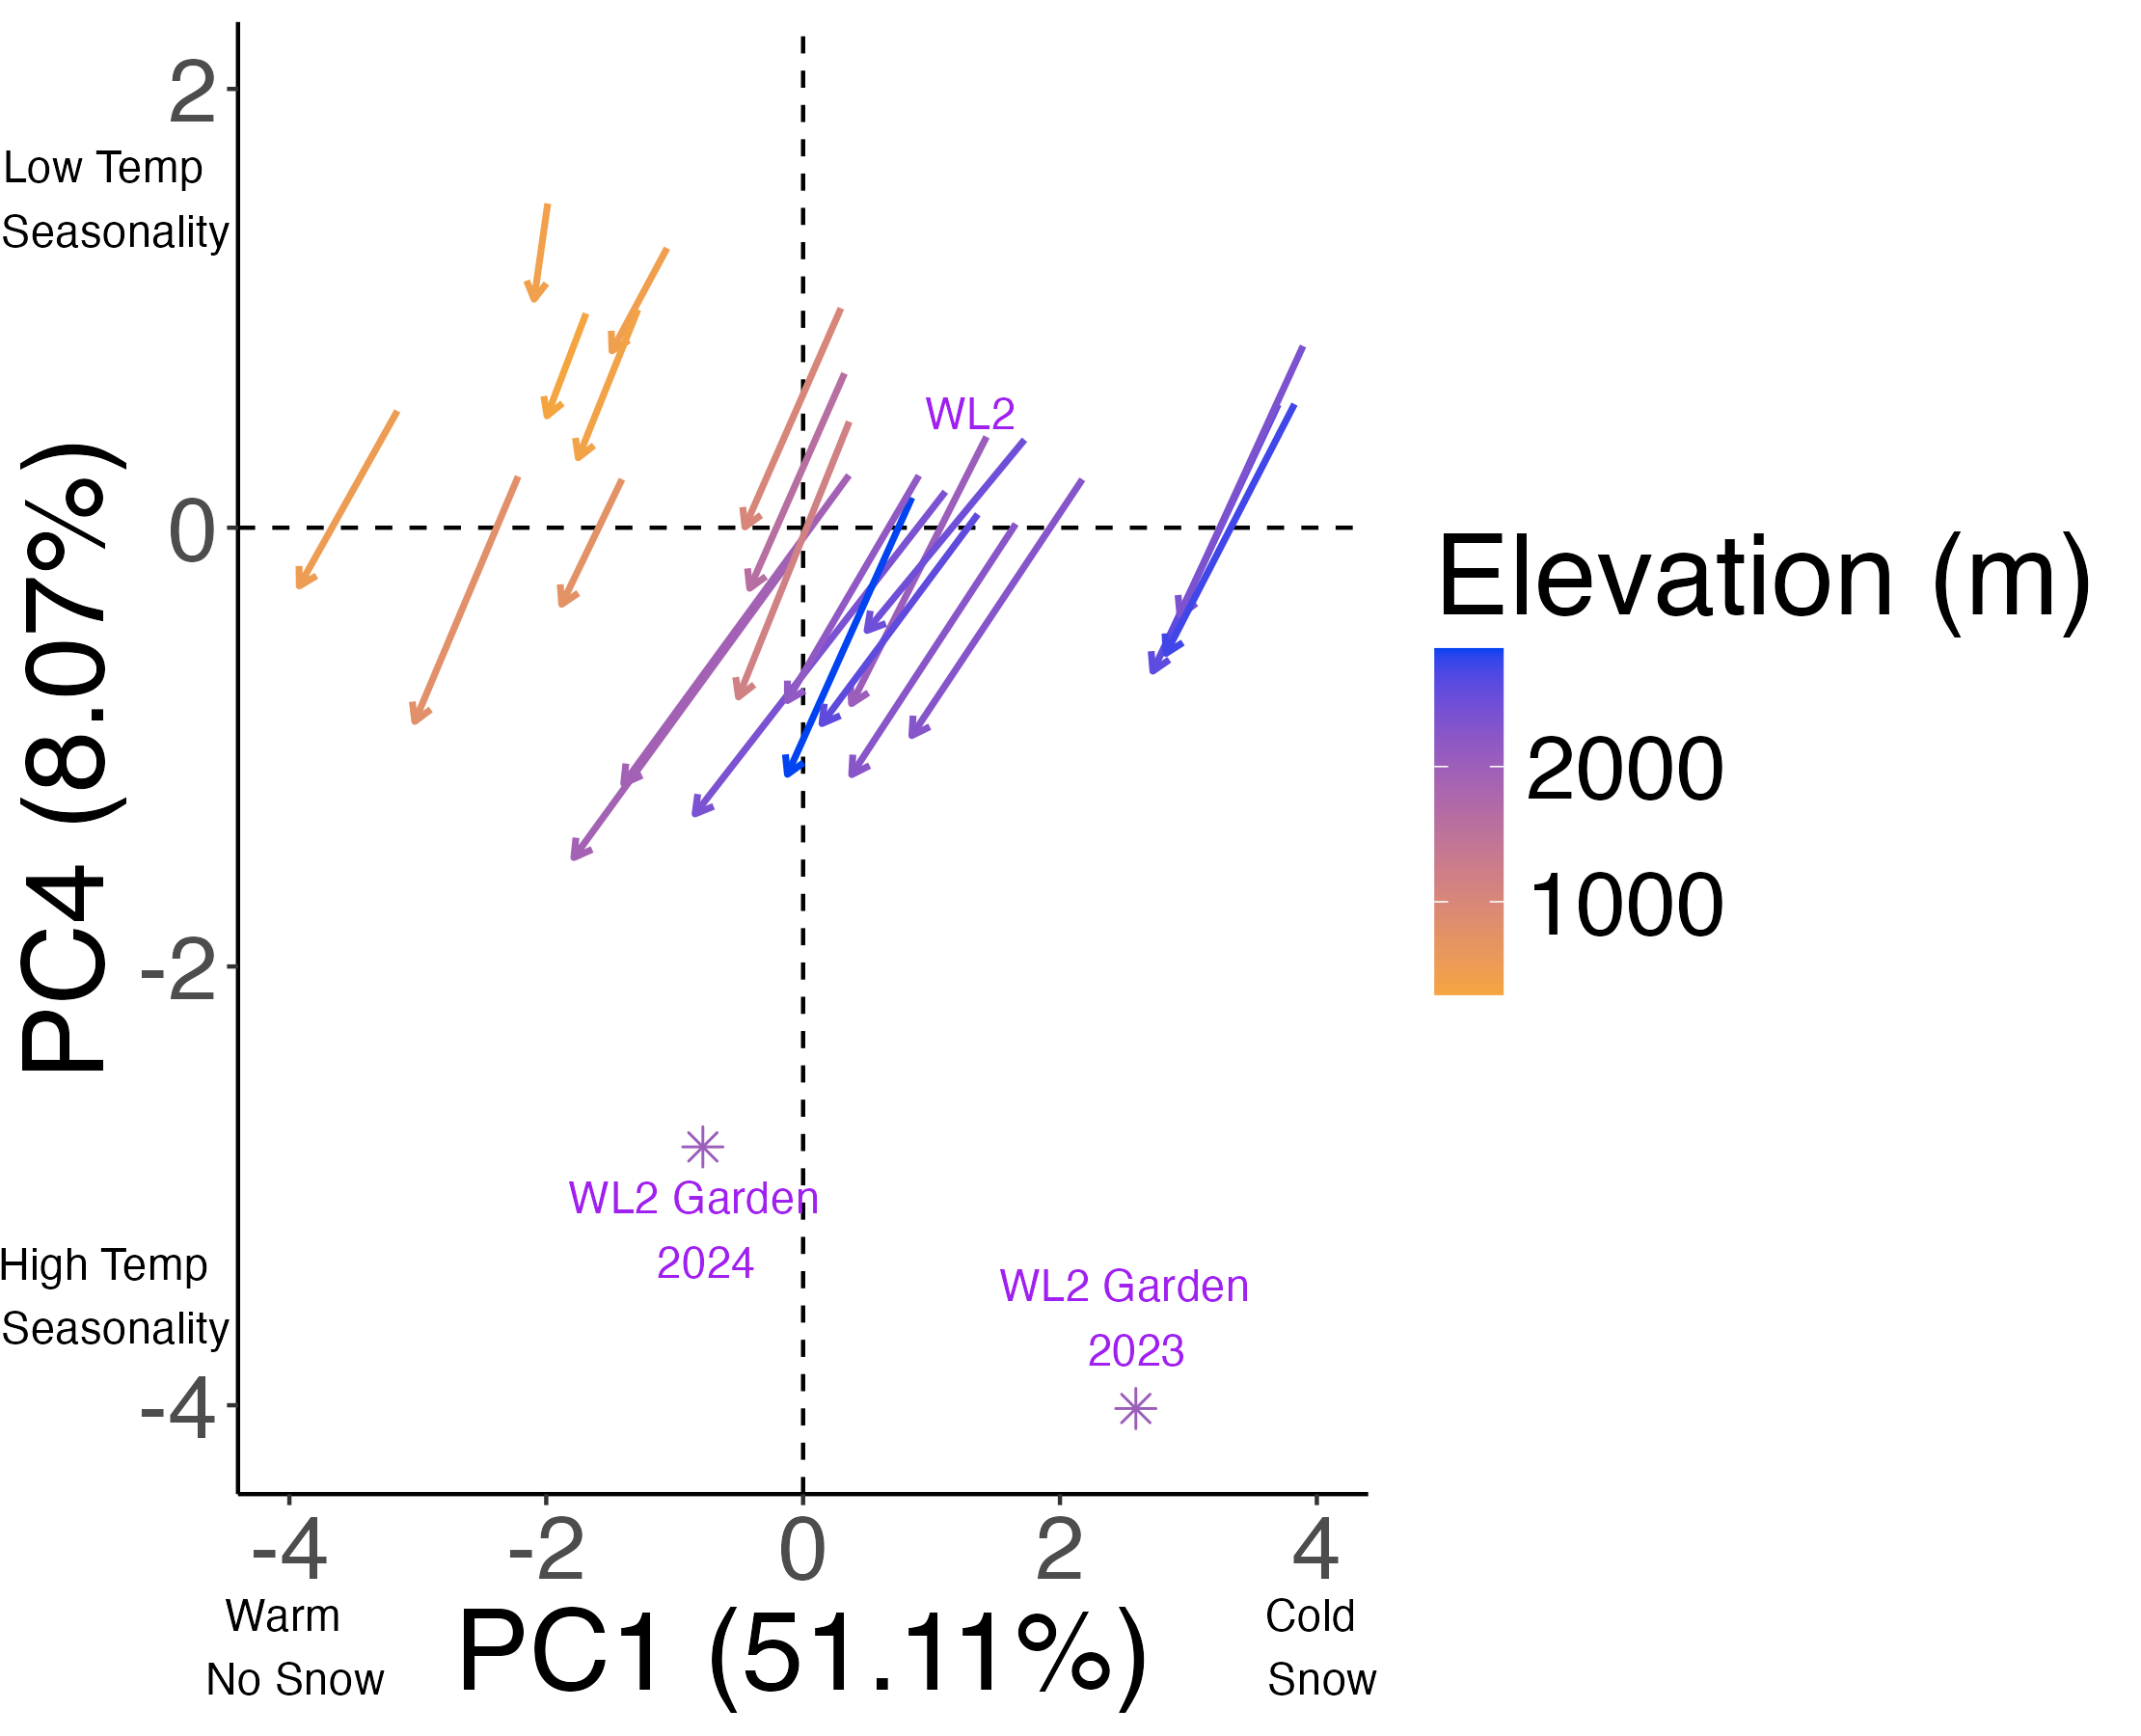 2
Low Temp
Seasonality
WL2
0
PC4 (8.07%)
Elevation (m)
2000
1000
-2
WL2 Garden
2024
High Temp
Seasonality
WL2 Garden
2023
-4
-4 -2 0 2 4
Warm
No Snow
PC1 (51.11%)
Cold
Snow